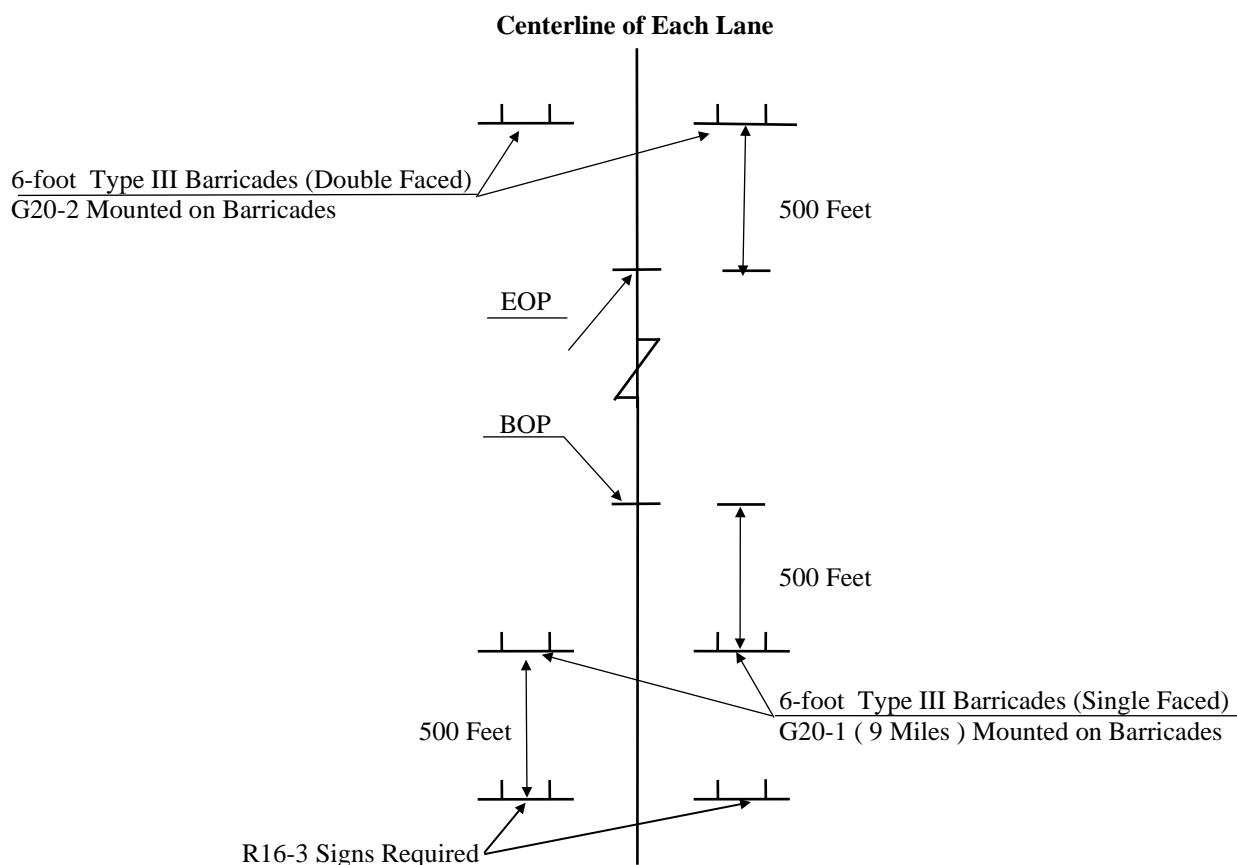 Centerline of Each Lane
6-foot Type III Barricades (Double Faced)
G20-2 Mounted on Barricades
500 Feet
EOP
BOP
500 Feet
6-foot Type III Barricades (Single Faced)
G20-1 ( 9 Miles ) Mounted on Barricades
500 Feet
R16-3 Signs Required